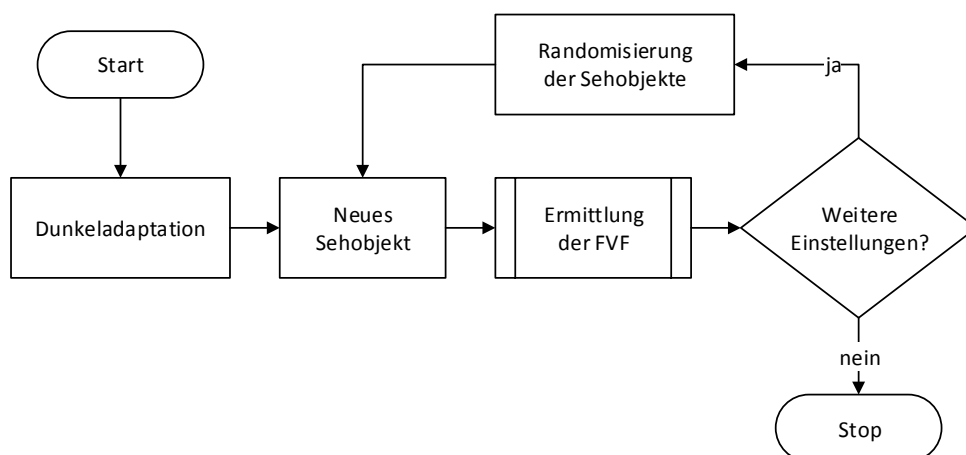 Start
Randomisierung
der Sehobjekte
ja
Dunkeladaptation
Neues
Sehobjekt
Ermittlung
der FVF
Weitere
Einstellungen?
nein
Stop